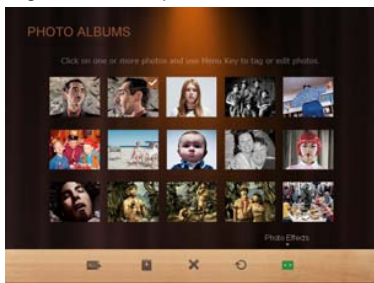 PHOTO ALBUMS
Click on one or more photos and use Menu Key to tag or edit photos.
Photo Effects